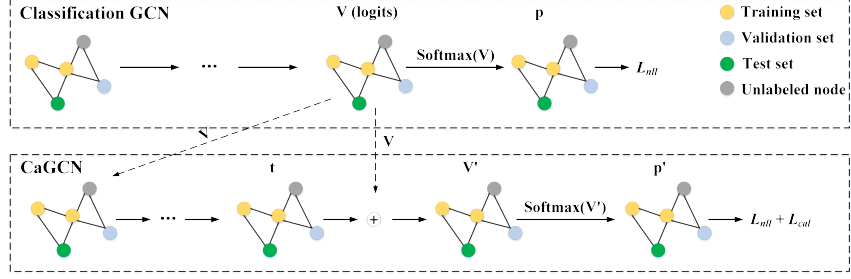 Classification GCN
V (logits)
p
Training set
Validation set
Test set
Unlabeled node
...
Softmax(V)
L_nll
V
V
CaGCN
t
V'
p'
...
+
Softmax(V')
L_nll + L_cal